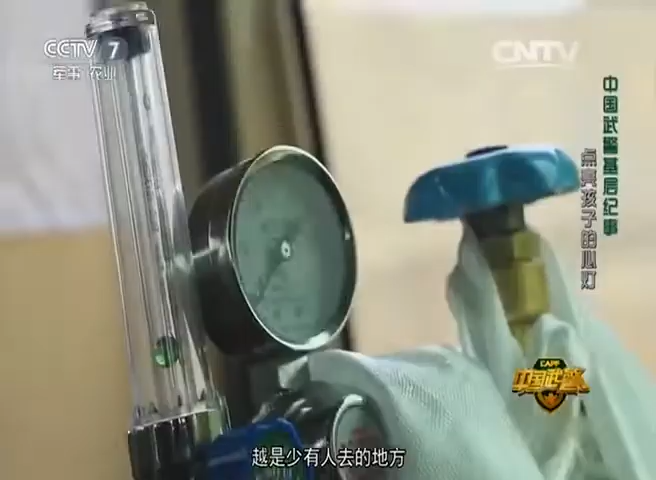 CCTV 7
军事·农业
CNTV
中国武警基层纪事
点亮孩子的心灯
CAPF
中国武警
越是少有人去的地方